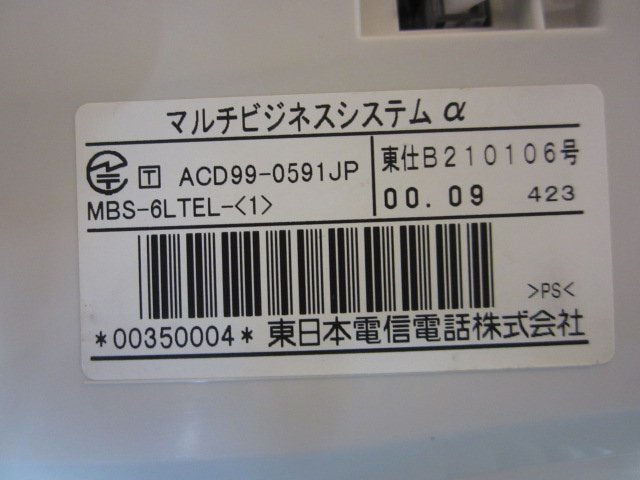 マルチビジネスシステムα
T ACD99-0591JP
MBS-6LTEL-<1>
東仕B210106号
00.09 423
>PS<
*00350004* 東日本電信電話株式会社